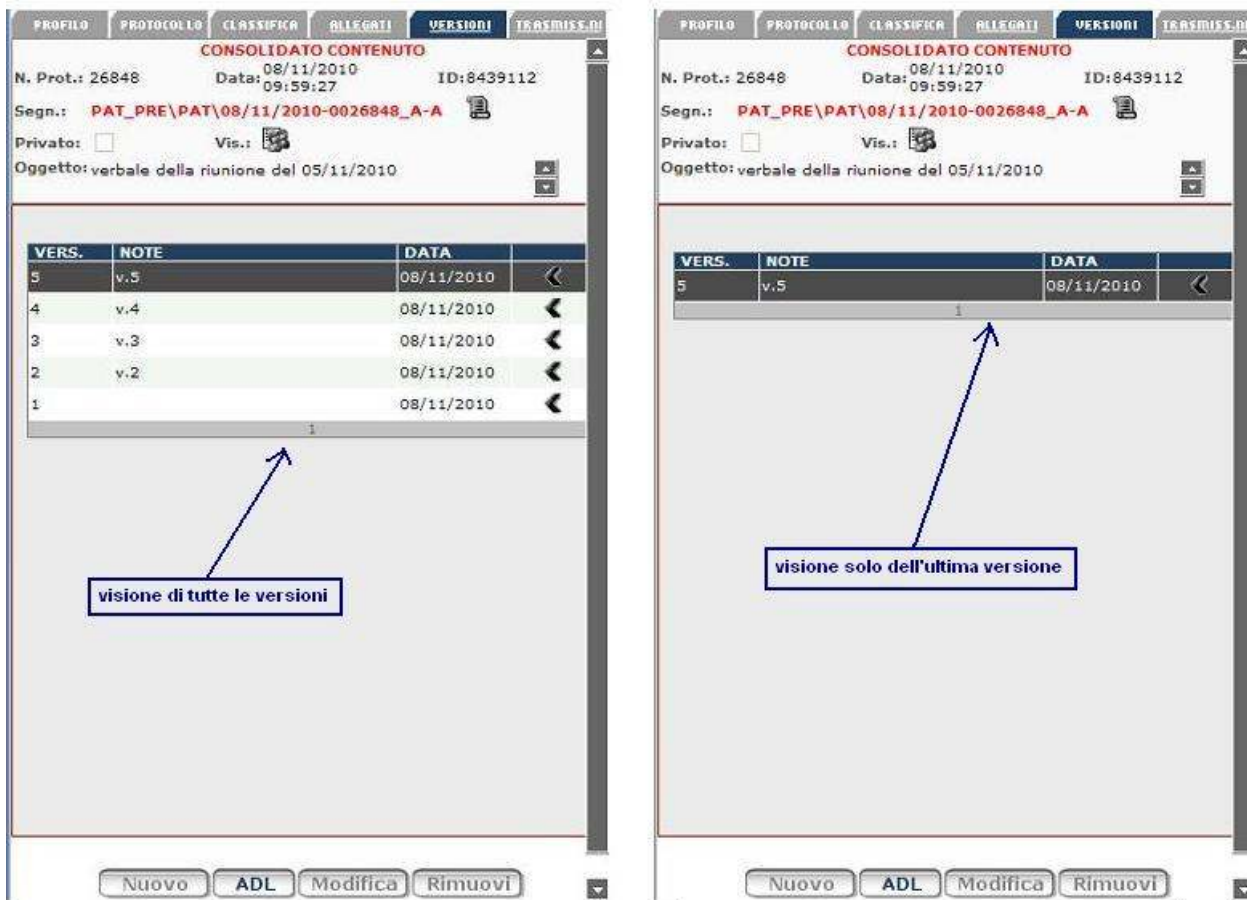 PROFILO PROTOCOLLO CLASSIFICA ALLEGATI VERSIONI TRASMISS.NI
CONSOLIDATO CONTENUTO
N. Prot.: 26848 Data: 08/11/2010 09:59:27 ID:8439112
Segn.: PAT_PRE\PAT\08/11/2010-0026848_A-A
Privato: Vis.:
Oggetto: verbale della riunione del 05/11/2010
VERS. NOTE DATA
5 v.5 08/11/2010
4 v.4 08/11/2010
3 v.3 08/11/2010
2 v.2 08/11/2010
1 08/11/2010
1
visione di tutte le versioni
Nuovo ADL Modifica Rimuovi
PROFILO PROTOCOLLO CLASSIFICA ALLEGATI VERSIONI TRASMISS.NI
CONSOLIDATO CONTENUTO
N. Prot.: 26848 Data: 08/11/2010 09:59:27 ID:8439112
Segn.: PAT_PRE\PAT\08/11/2010-0026848_A-A
Privato: Vis.:
Oggetto: verbale della riunione del 05/11/2010
VERS. NOTE DATA
5 v.5 08/11/2010
1
visione solo dell'ultima versione
Nuovo ADL Modifica Rimuovi